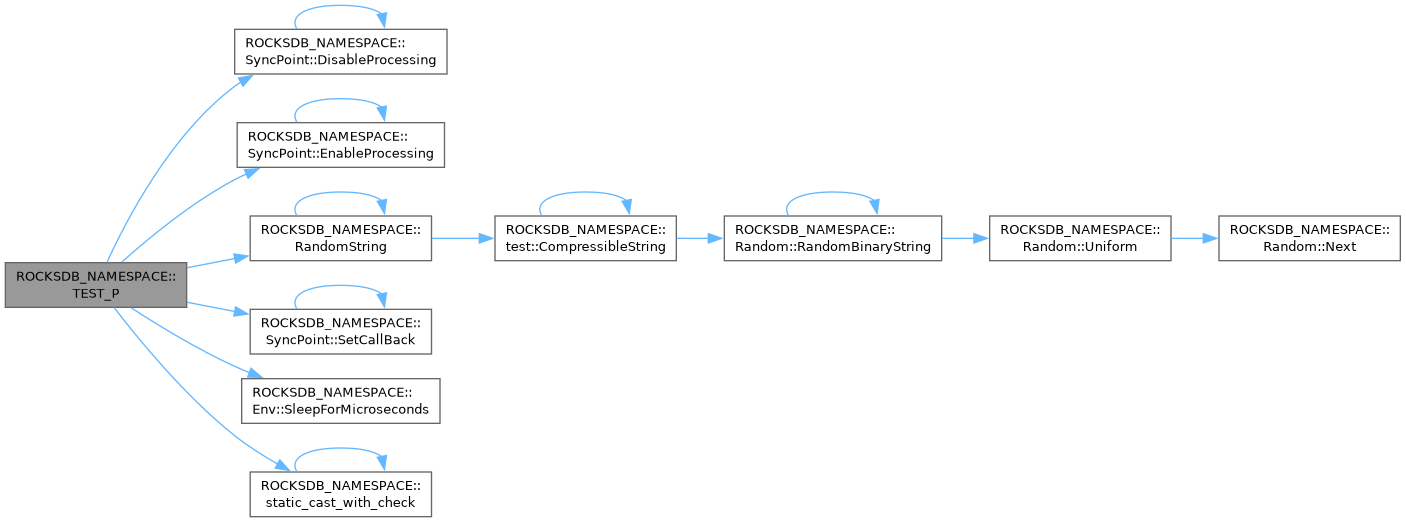 ROCKSDB_NAMESPACE::
SyncPoint::DisableProcessing
ROCKSDB_NAMESPACE::
SyncPoint::EnableProcessing
ROCKSDB_NAMESPACE::
RandomString
ROCKSDB_NAMESPACE::
test::CompressibleString
ROCKSDB_NAMESPACE::
Random::RandomBinaryString
ROCKSDB_NAMESPACE::
Random::Uniform
ROCKSDB_NAMESPACE::
Random::Next
ROCKSDB_NAMESPACE::
TEST_P
ROCKSDB_NAMESPACE::
SyncPoint::SetCallBack
ROCKSDB_NAMESPACE::
Env::SleepForMicroseconds
ROCKSDB_NAMESPACE::
static_cast_with_check